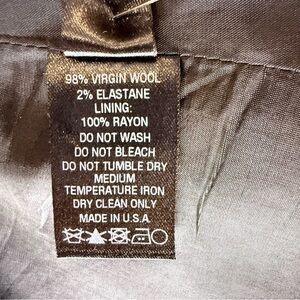 98% VIRGIN WOOL
2% ELASTANE
LINING:
100% RAYON
DO NOT WASH
DO NOT BLEACH
DO NOT TUMBLE DRY
MEDIUM
TEMPERATURE IRON
DRY CLEAN ONLY
MADE IN U.S.A.